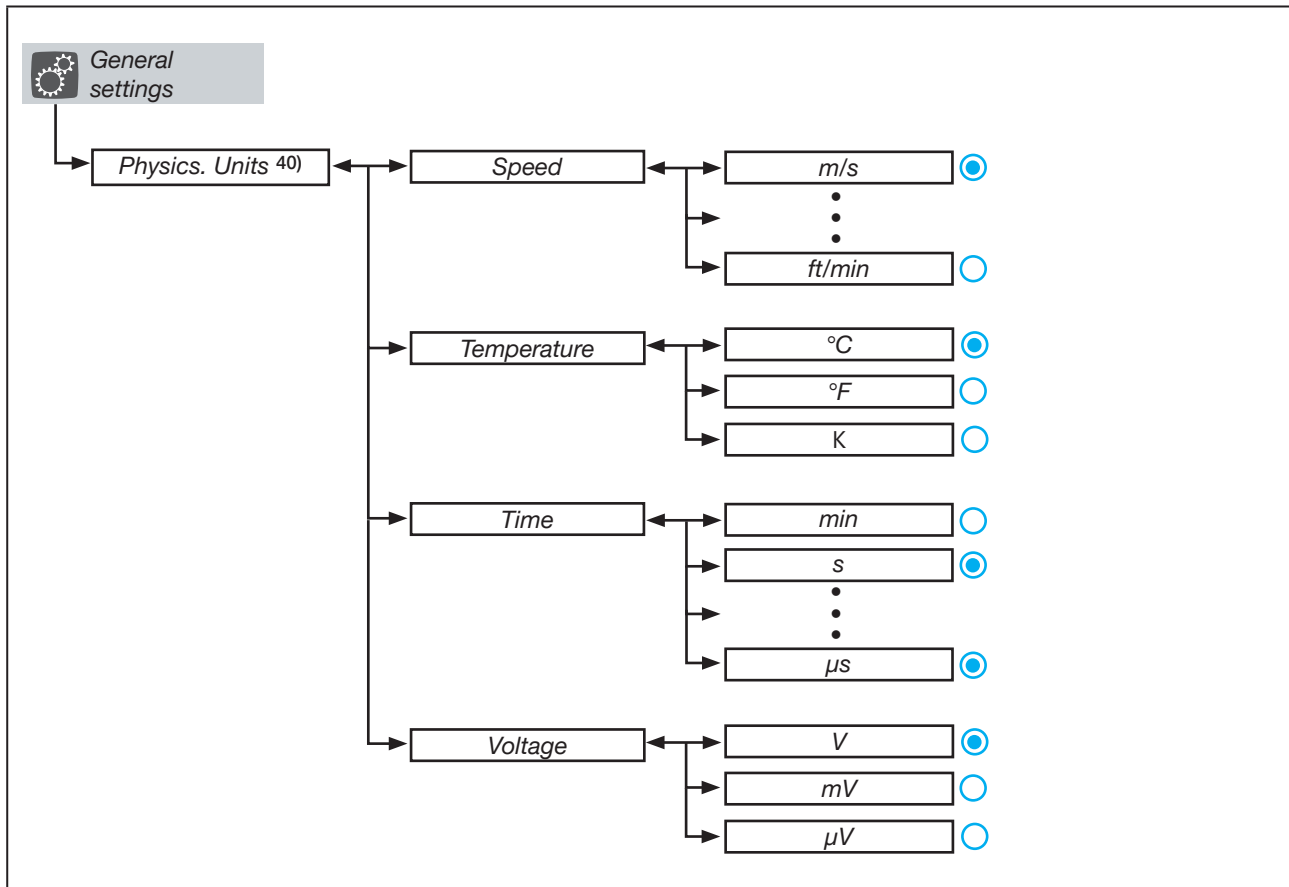 General
settings
Physics. Units 40)
Speed
m/s
ft/min
Temperature
°C
°F
K
Time
min
s
µs
Voltage
V
mV
µV